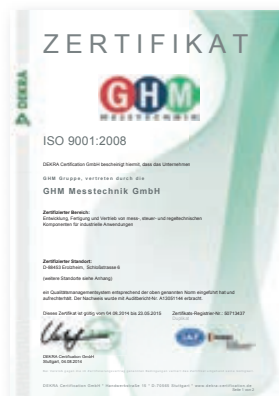 ZERTIFIKAT
DEKRA
GHM
MESSTECHNIK
ISO 9001:2008
DEKRA Certification GmbH bescheinigt hiermit, dass das Unternehmen
GHM Gruppe, vertreten durch die
GHM Messtechnik GmbH
Zertifizierter Bereich:
Entwicklung, Fertigung und Vertrieb von mess-, steuer- und regeltechnischen
Komponenten für industrielle Anwendungen
Zertifizierter Standort:
D-66453 Erolzheim, Schloßstrasse 6
(weitere Standorte siehe Anhang)
ein Qualitätsmanagementsystem entsprechend der oben genannten Norm eingeführt hat und
aufrechterhält. Der Nachweis wurde mit Auditbericht-Nr. A13051144 erbracht.
Dieses Zertifikat ist gültig vom 04.06.2014 bis 22.05.2015
Zertifikats-Registrier-Nr.: 50713437
Duplikat
IAF
DEKRA Certification GmbH
Stuttgart, 04.06.2014
DEKRA Certification GmbH * Handwerkstraße 15 * D-70565 Stuttgart * www.dekra-certification.de